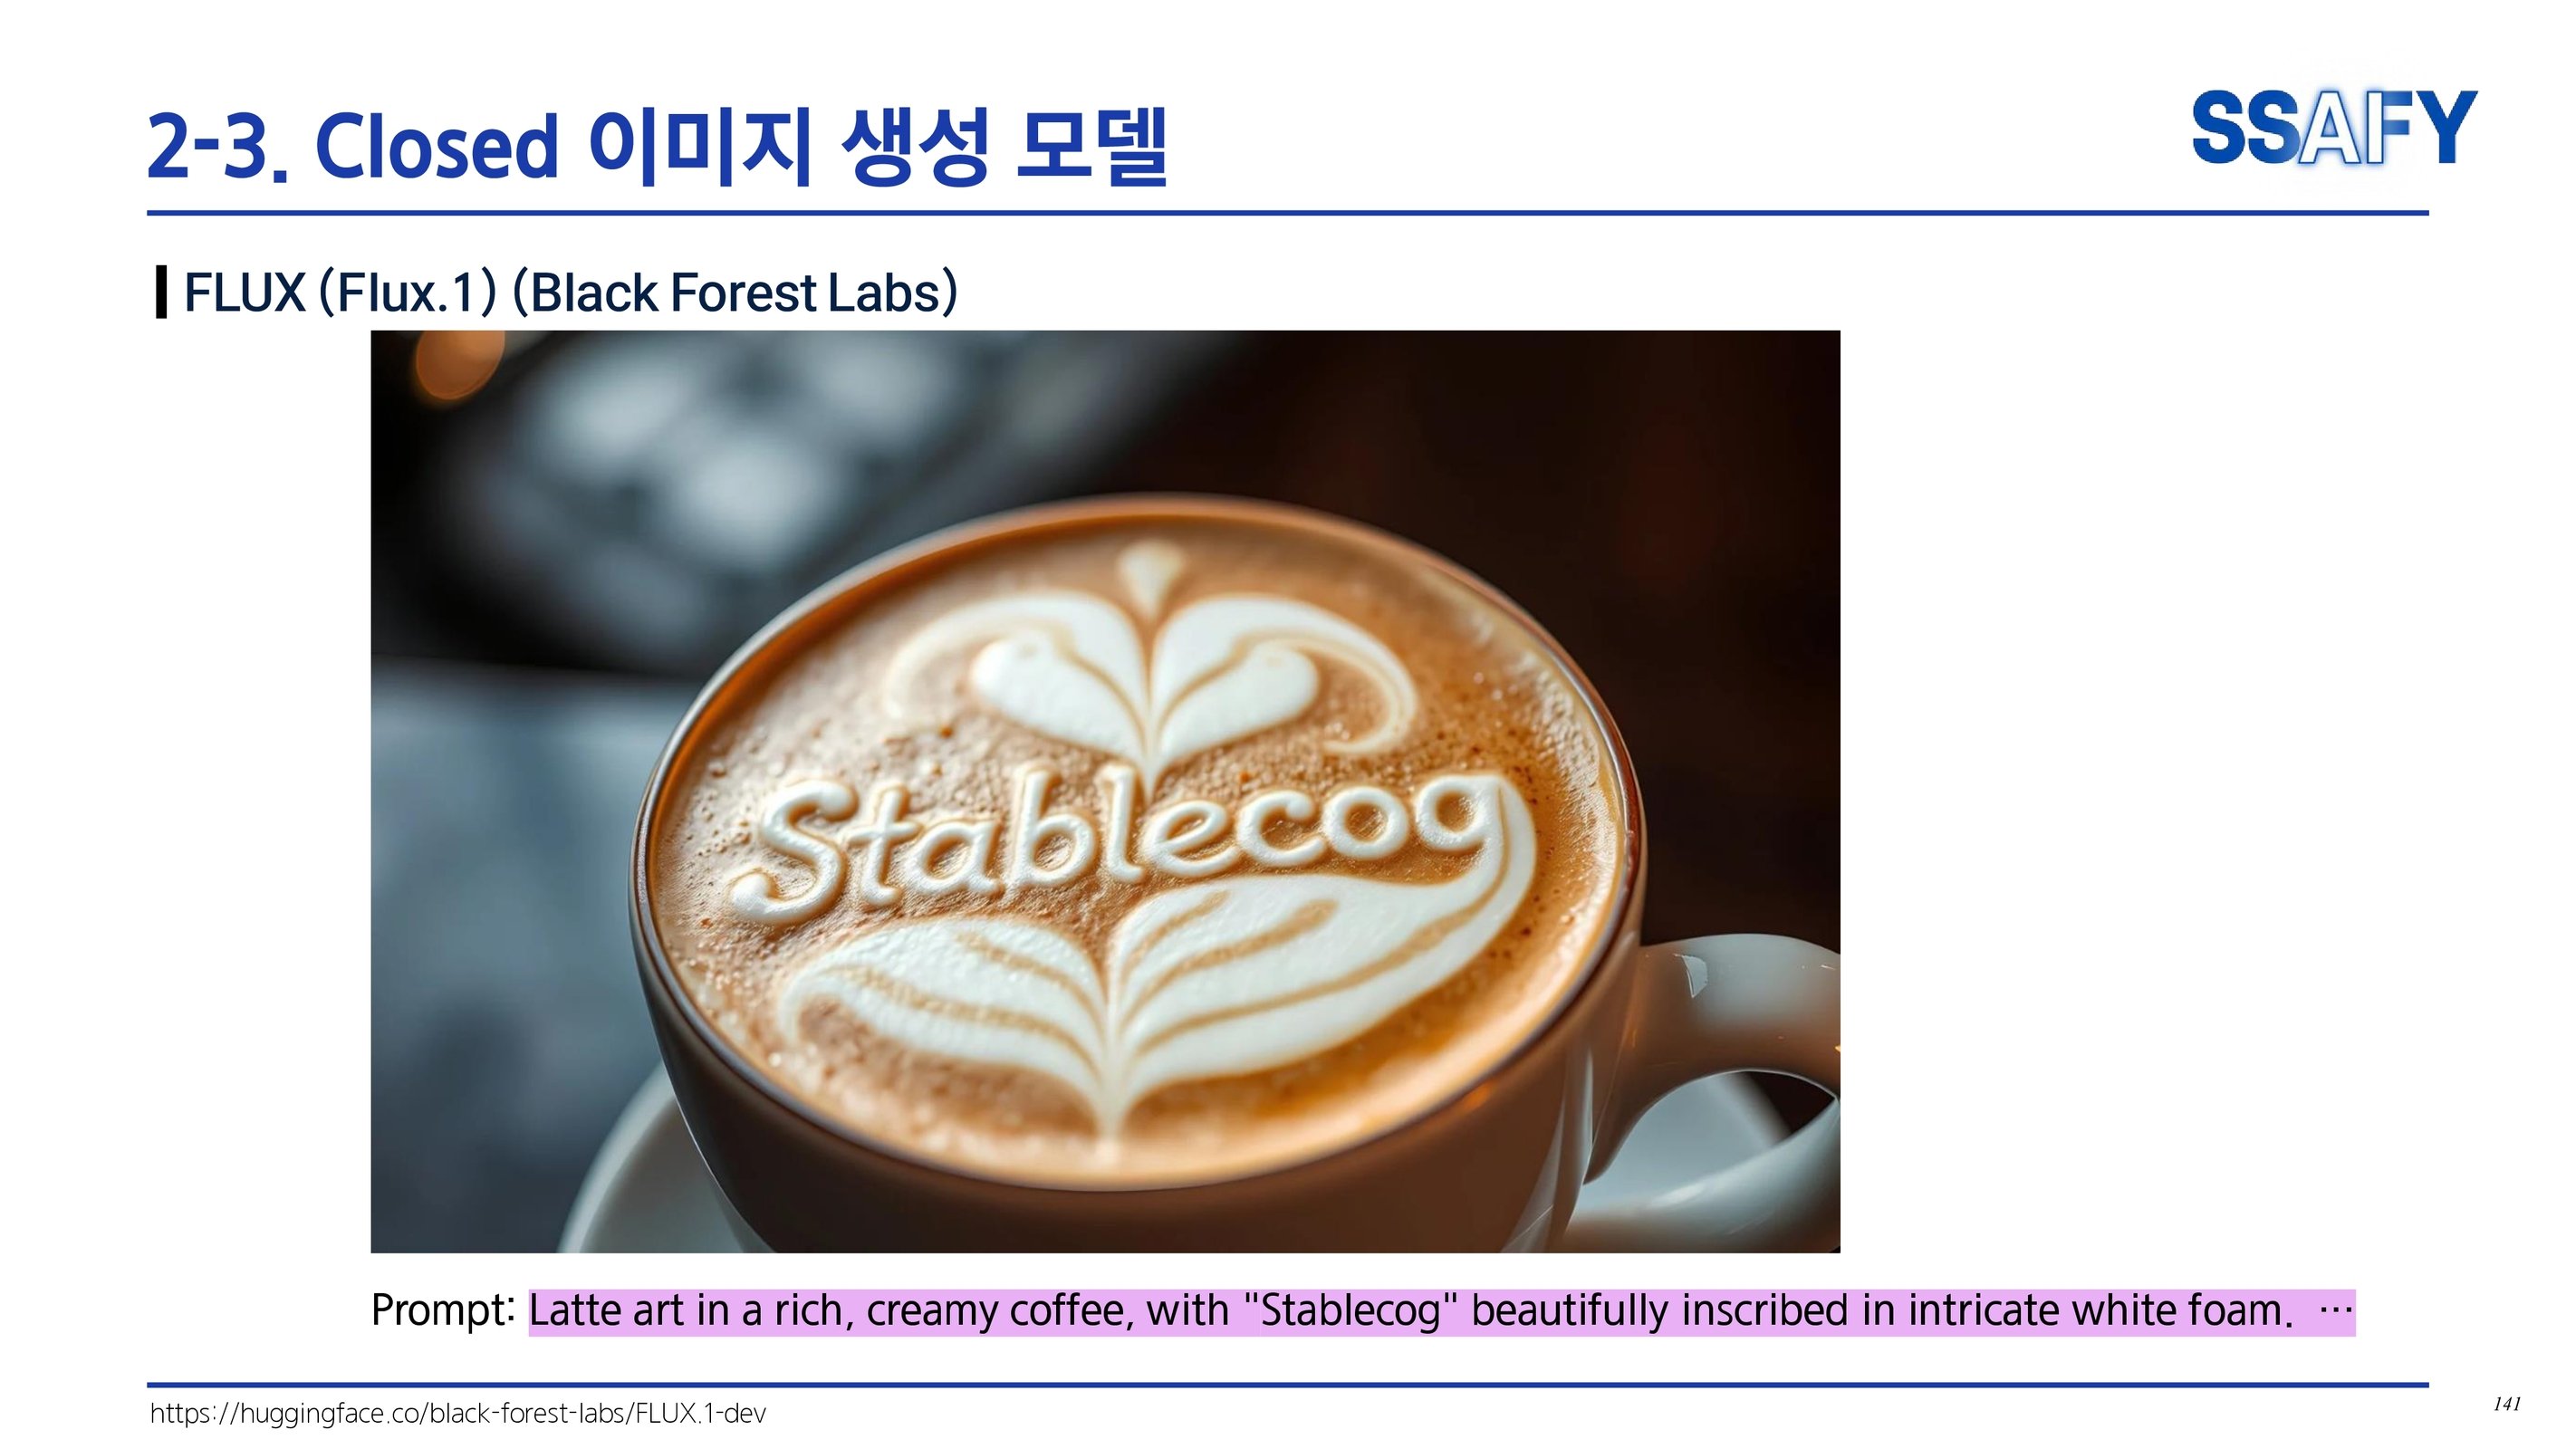 2-3. Closed 이미지 생성 모델
SSAFY
FLUX (Flux.1) (Black Forest Labs)
Stablecog
Prompt: Latte art in a rich, creamy coffee, with "Stablecog" beautifully inscribed in intricate white foam. …
https://huggingface.co/black-forest-labs/FLUX.1-dev
141